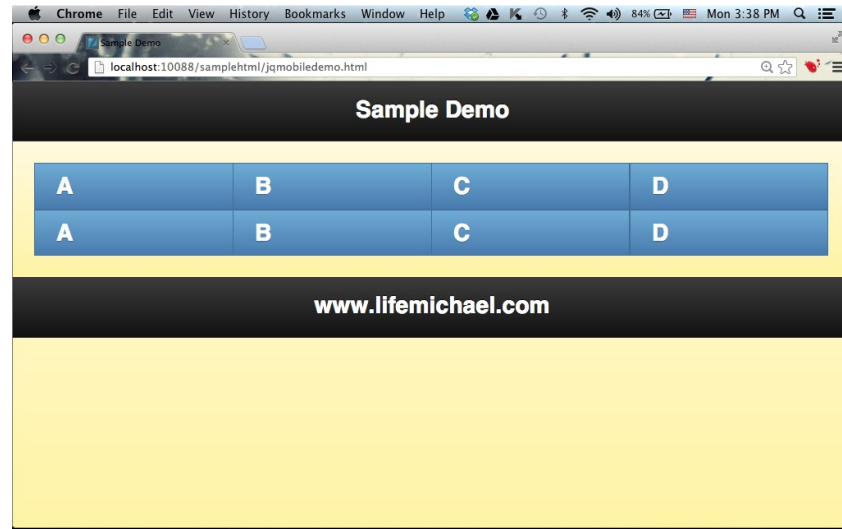 Chrome File Edit View History Bookmarks Window Help 84% Mon 3:38 PM
Sample Demo
localhost:10088/samplehtml/jqmobiledemo.html
Sample Demo
A B C D
A B C D
www.lifemichael.com